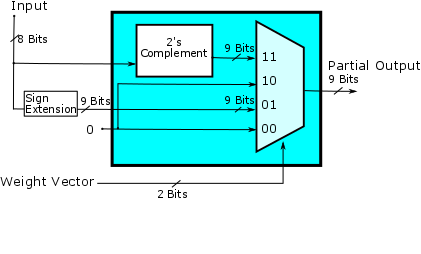 Input
8 Bits
2's
Complement
9 Bits
11
Partial Output
9 Bits
10
Sign
Extension
9 Bits
9 Bits
01
0
00
Weight Vector
2 Bits